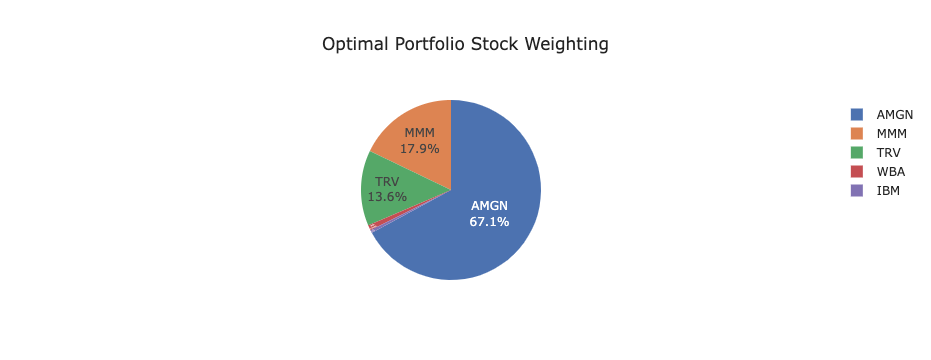 Optimal Portfolio Stock Weighting
MMM
17.9%
TRV
13.6%
AMGN
67.1%
AMGN
MMM
TRV
WBA
IBM